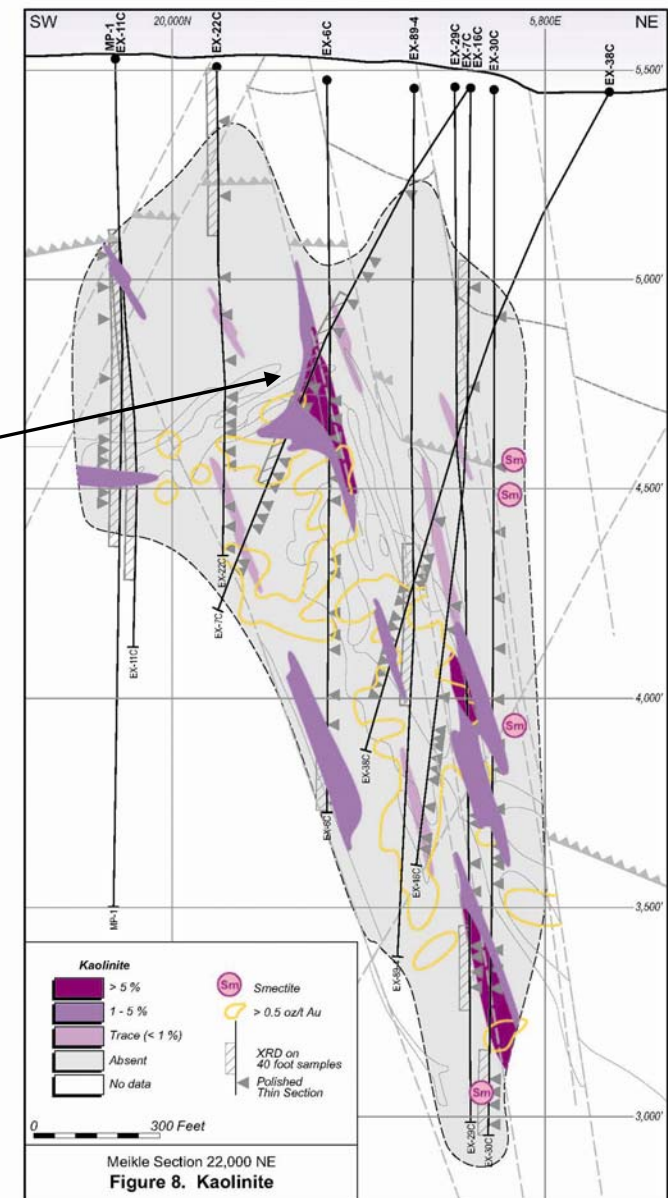 SW
MP-1
EX-11C
20,000N
EX-22C
EX-6C
EX-89-4
EX-29C
EX-7C
EX-16C
EX-30C
5,800E
NE
EX-38C
5,500'
5,000'
Sm
4,500'
Sm
EX-22C
EX-7C
EX-11C
4,000'
Sm
EX-38C
EX-6C
EX-16C
MP-1
3,500'
EX-89-4
Sm
3,000'
EX-29C
EX-30C
Kaolinite
> 5 %
1 - 5 %
Trace (< 1 %)
Absent
No data
Sm Smectite
> 0.5 oz/t Au
XRD on
40 foot samples
Polished
Thin Section
0 300 Feet
Meikle Section 22,000 NE
Figure 8. Kaolinite